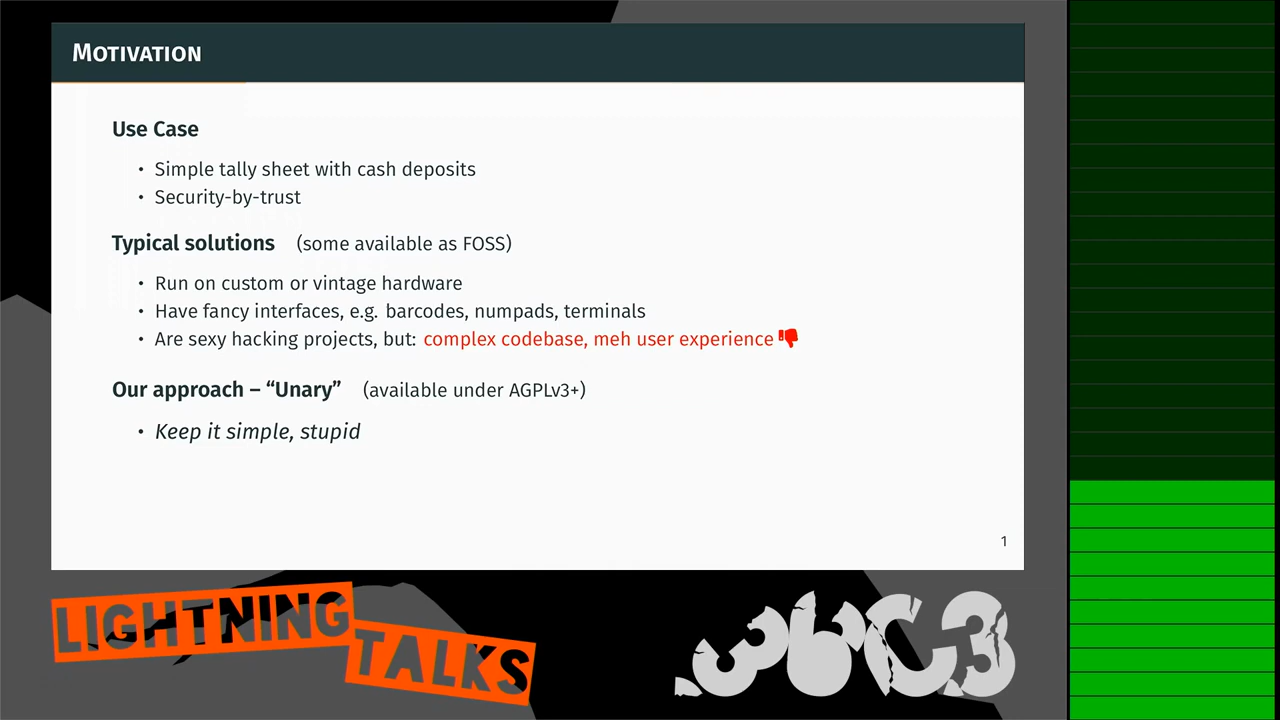 Motivation
Use Case
• Simple tally sheet with cash deposits
• Security-by-trust
Typical solutions (some available as FOSS)
• Run on custom or vintage hardware
• Have fancy interfaces, e.g. barcodes, numpads, terminals
• Are sexy hacking projects, but: complex codebase, meh user experience
Our approach – “Unary” (available under AGPLv3+)
• Keep it simple, stupid
1
LIGHTNING
TALKS
36C3